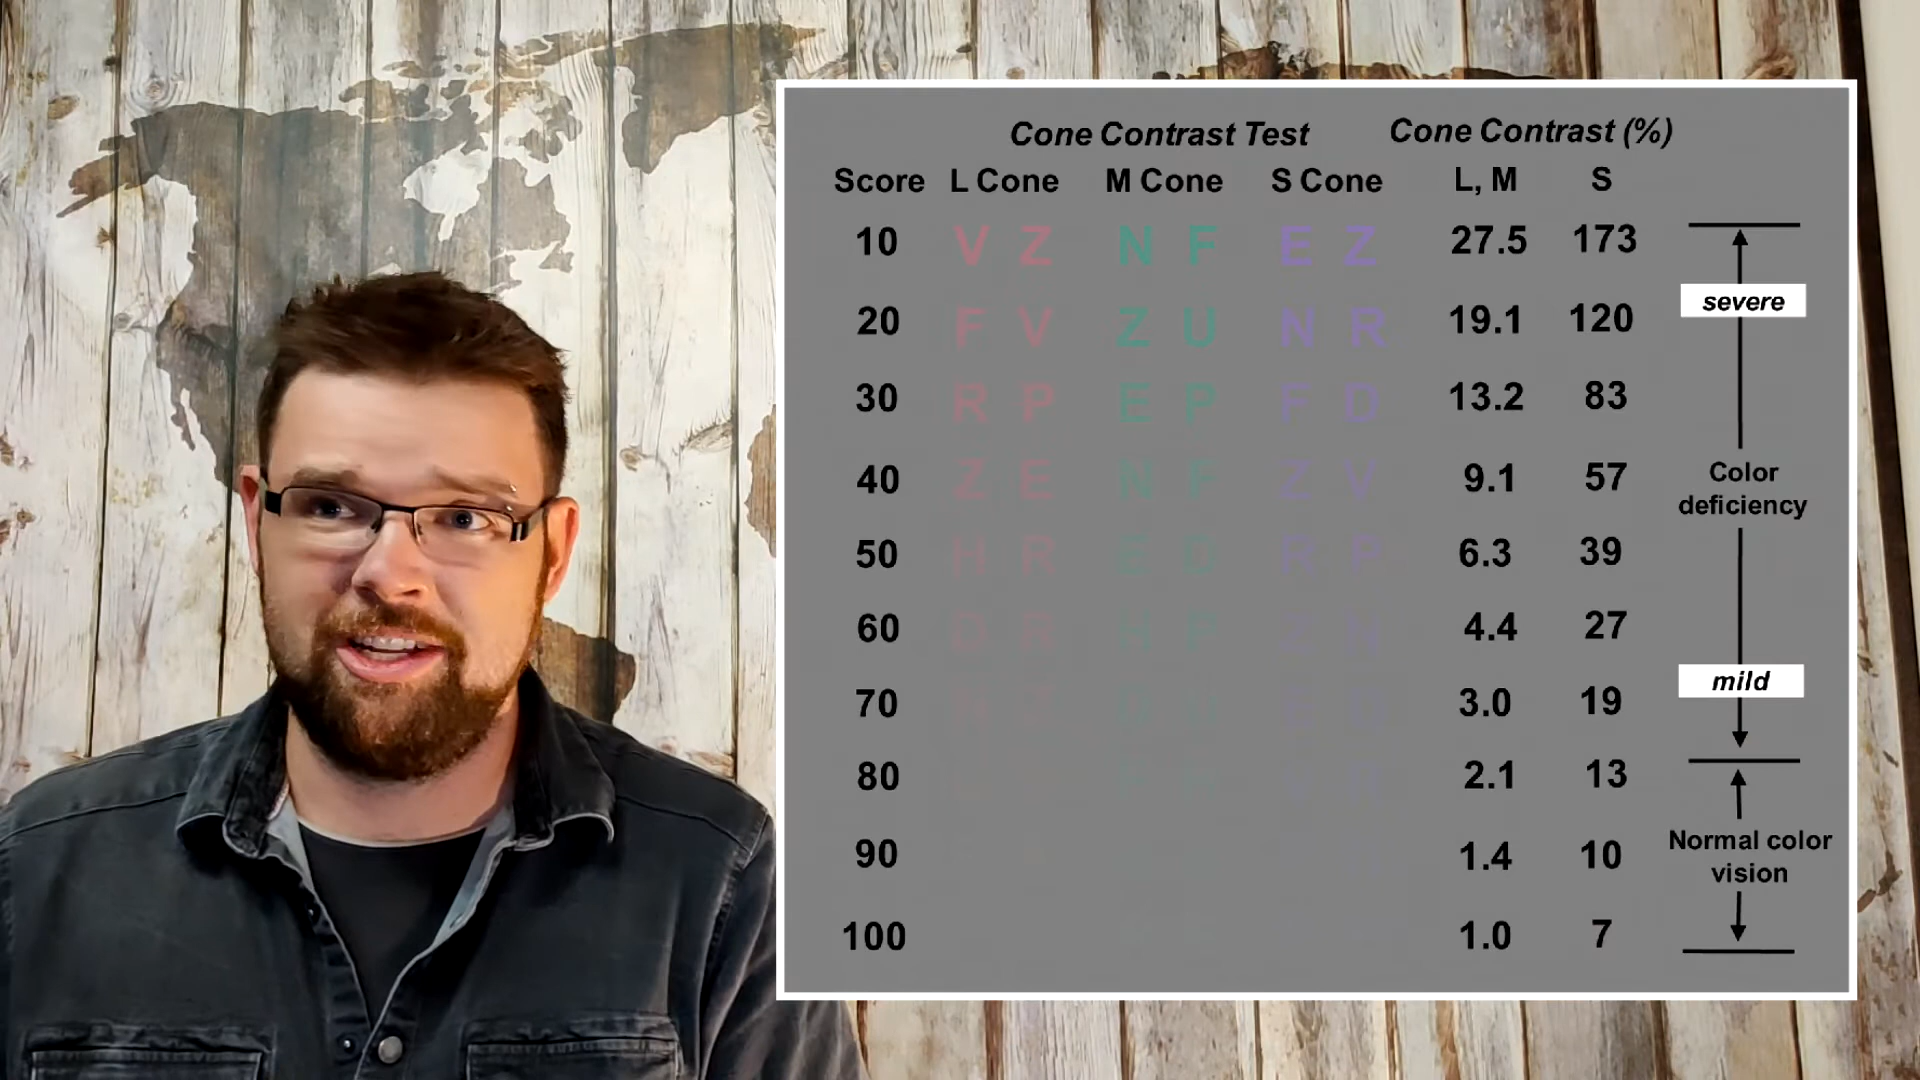 Cone Contrast Test Cone Contrast (%)
Score L Cone M Cone S Cone L, M S
10 V Z N F E Z 27.5 173
severe
20 F V Z U N R 19.1 120
30 R P E P F D 13.2 83
40 Z E N F Z V 9.1 57
Color
deficiency
50 H R E D R P 6.3 39
60 D R H P Z N 4.4 27
mild
70 3.0 19
80 2.1 13
Normal color
vision
90 1.4 10
100 1.0 7